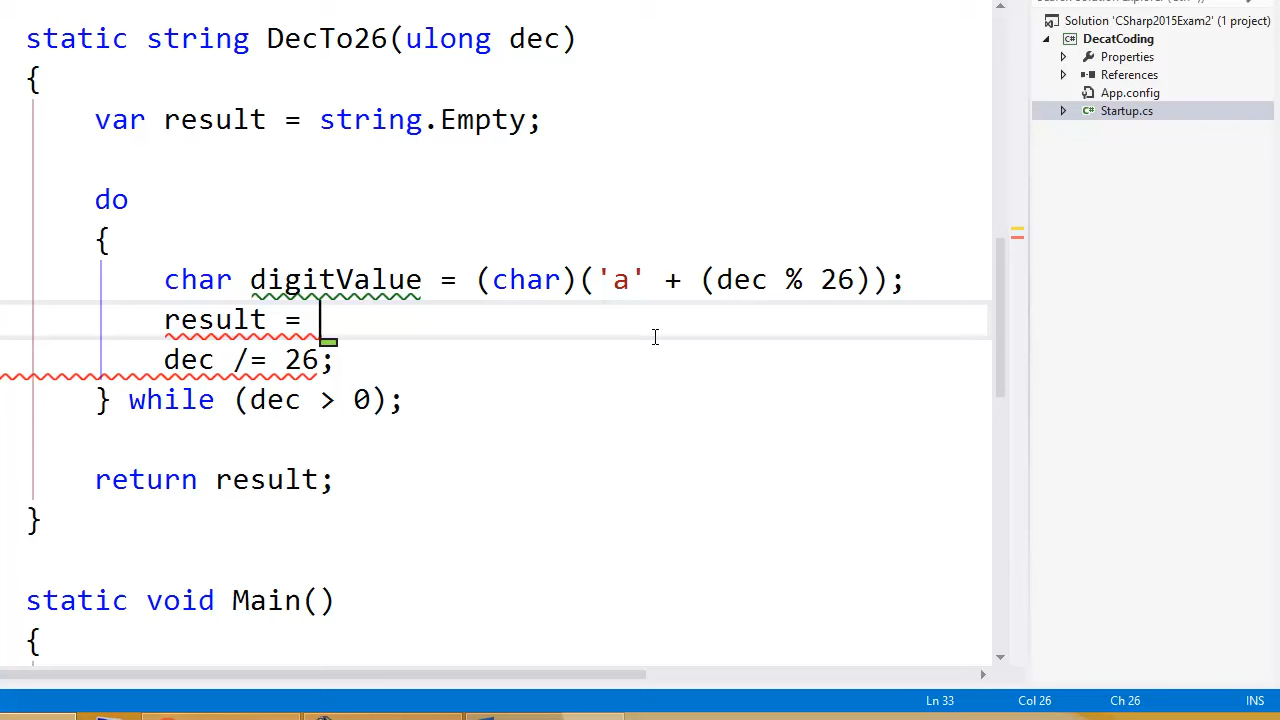 static string DecTo26(ulong dec)
{
var result = string.Empty;
do
{
char digitValue = (char)('a' + (dec % 26));
result =
dec /= 26;
} while (dec > 0);
return result;
}
static void Main()
{
Solution 'CSharp2015Exam2' (1 project)
DecatCoding
Properties
References
App.config
Startup.cs
Ln 33 Col 26 Ch 26 INS